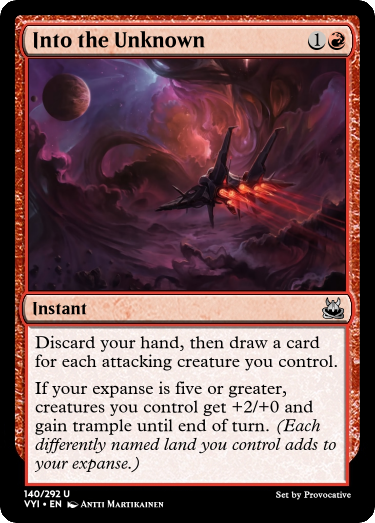 Into the Unknown 1
Instant
Discard your hand, then draw a card
for each attacking creature you control.
If your expanse is five or greater,
creatures you control get +2/+0 and
gain trample until end of turn. (Each
differently named land you control adds to
your expanse.)
140/292 U Set by Provocative
VYI • EN Antti Martikainen